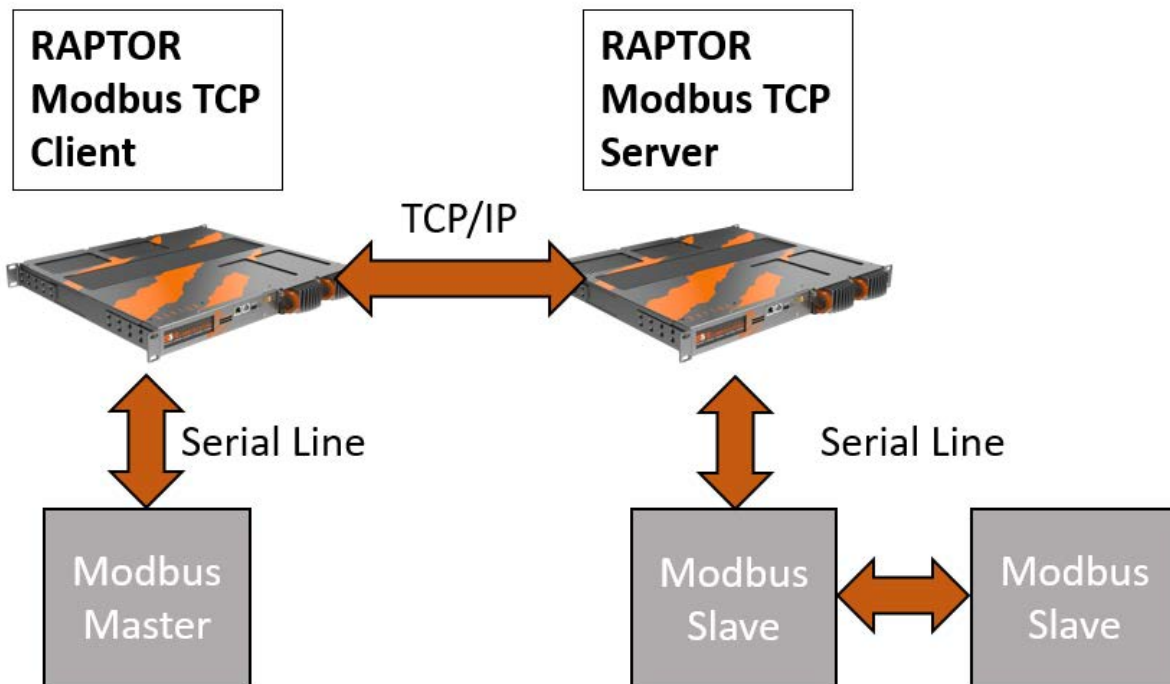 RAPTOR
Modbus TCP
Client
RAPTOR
Modbus TCP
Server
TCP/IP
Serial Line
Serial Line
Modbus
Master
Modbus
Slave
Modbus
Slave